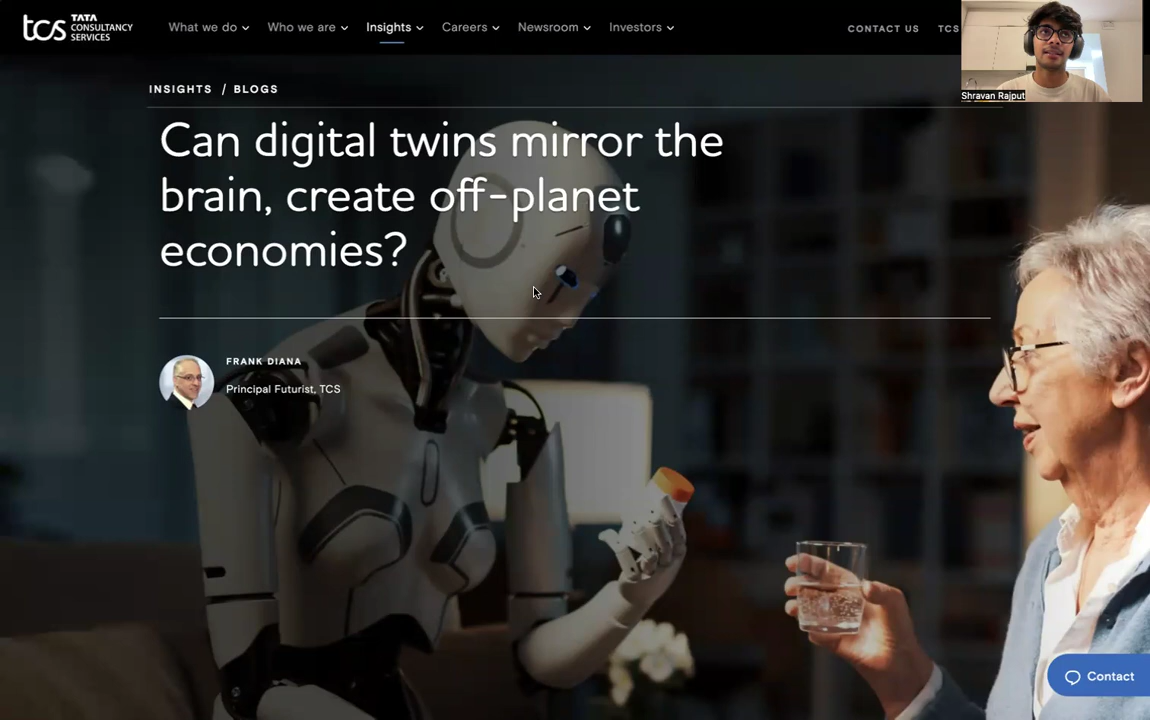 tcs TATA CONSULTANCY SERVICES
What we do
Who we are
Insights
Careers
Newsroom
Investors
CONTACT US
TCS
Shravan Rajput
INSIGHTS / BLOGS
Can digital twins mirror the
brain, create off-planet
economies?
FRANK DIANA
Principal Futurist, TCS
Contact